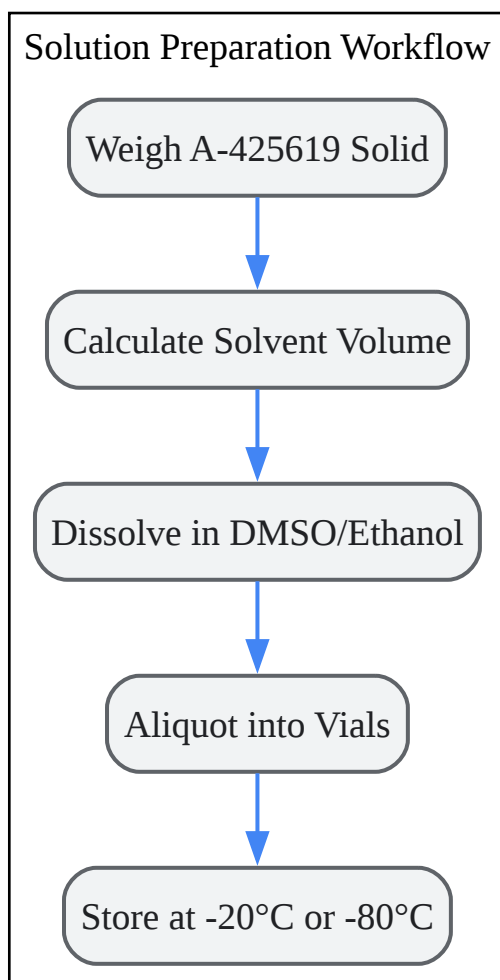 Solution Preparation Workflow
Weigh A-425619 Solid
Calculate Solvent Volume
Dissolve in DMSO/Ethanol
Aliquot into Vials
Store at -20°C or -80°C